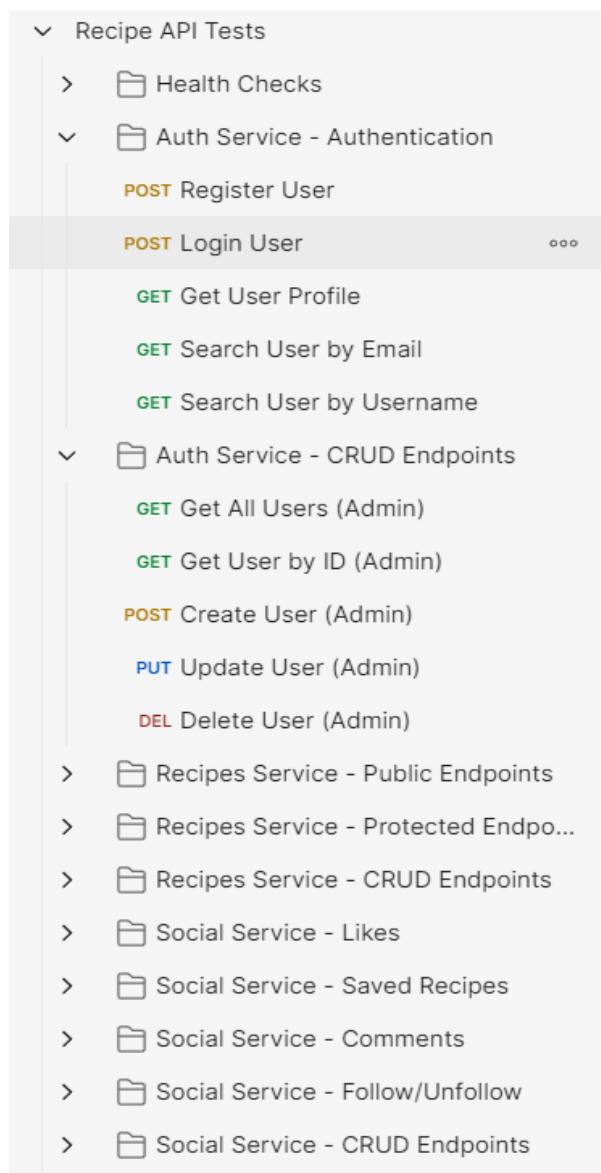 Recipe API Tests
Health Checks
Auth Service - Authentication
POST Register User
POST Login User
GET Get User Profile
GET Search User by Email
GET Search User by Username
Auth Service - CRUD Endpoints
GET Get All Users (Admin)
GET Get User by ID (Admin)
POST Create User (Admin)
PUT Update User (Admin)
DEL Delete User (Admin)
Recipes Service - Public Endpoints
Recipes Service - Protected Endpo...
Recipes Service - CRUD Endpoints
Social Service - Likes
Social Service - Saved Recipes
Social Service - Comments
Social Service - Follow/Unfollow
Social Service - CRUD Endpoints